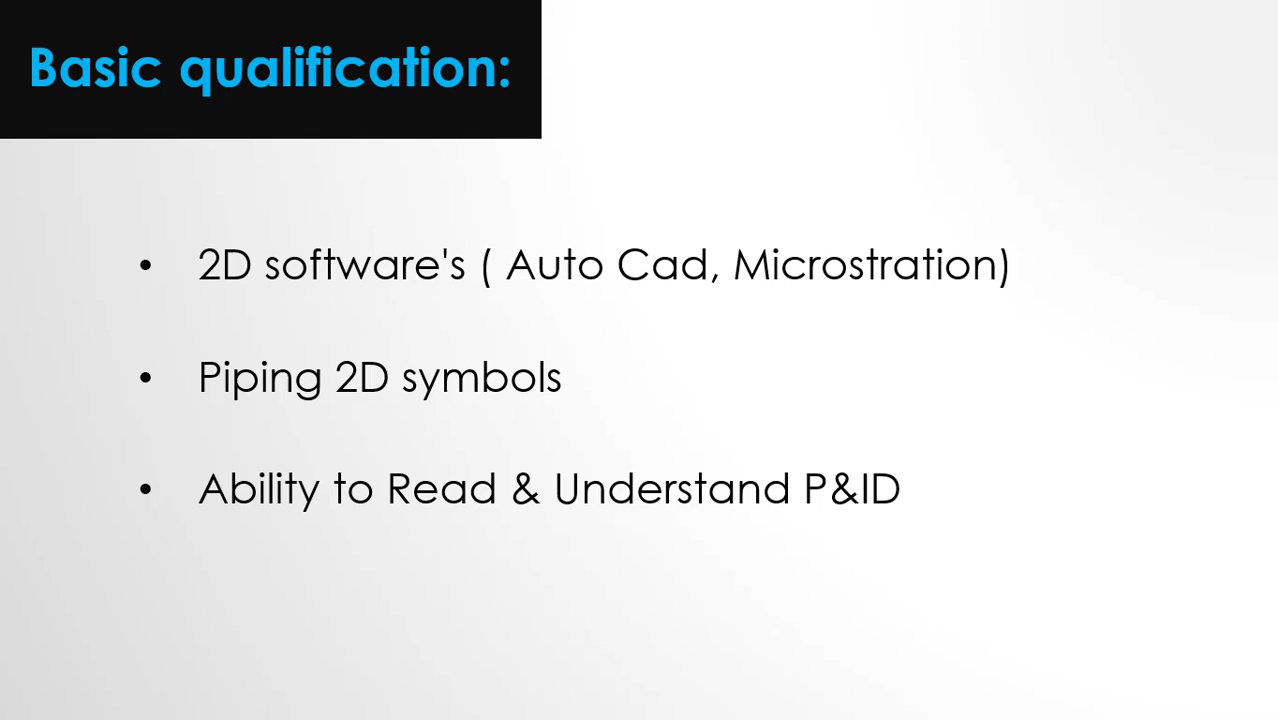 Basic qualification:
• 2D software's ( Auto Cad, Microstration)
• Piping 2D symbols
• Ability to Read & Understand P&ID